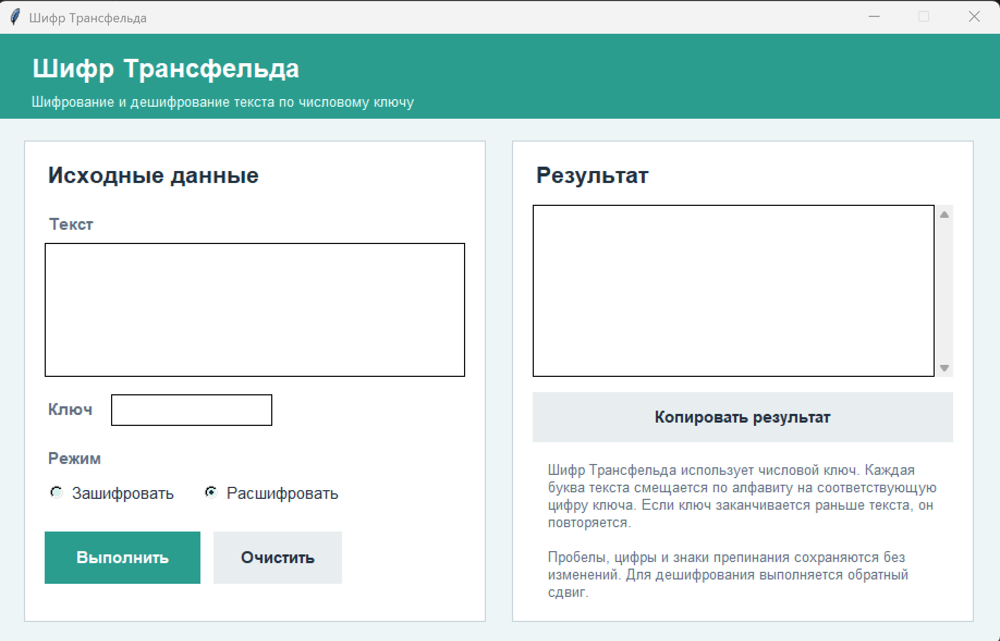 Шифр Трансфельда
Шифр Трансфельда
Шифрование и дешифрование текста по числовому ключу
Исходные данные
Текст
Ключ
Режим
Зашифровать
Расшифровать
Выполнить
Очистить
Результат
Копировать результат
Шифр Трансфельда использует числовой ключ. Каждая
буква текста смещается по алфавиту на соответствующую
цифру ключа. Если ключ заканчивается раньше текста, он
повторяется.
Пробелы, цифры и знаки препинания сохраняются без
изменений. Для дешифрования выполняется обратный
сдвиг.